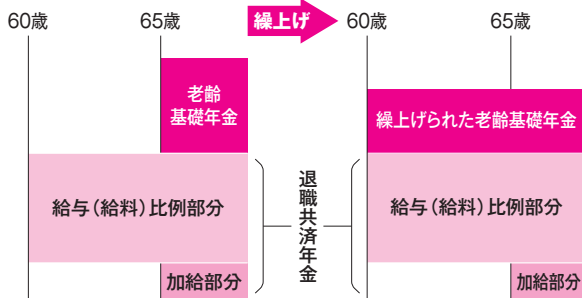 60歳
65歳
繰上げ
60歳
65歳
老齢
基礎年金
繰上げられた老齢基礎年金
給与（給料）比例部分
退職共済年金
給与（給料）比例部分
加給部分
加給部分